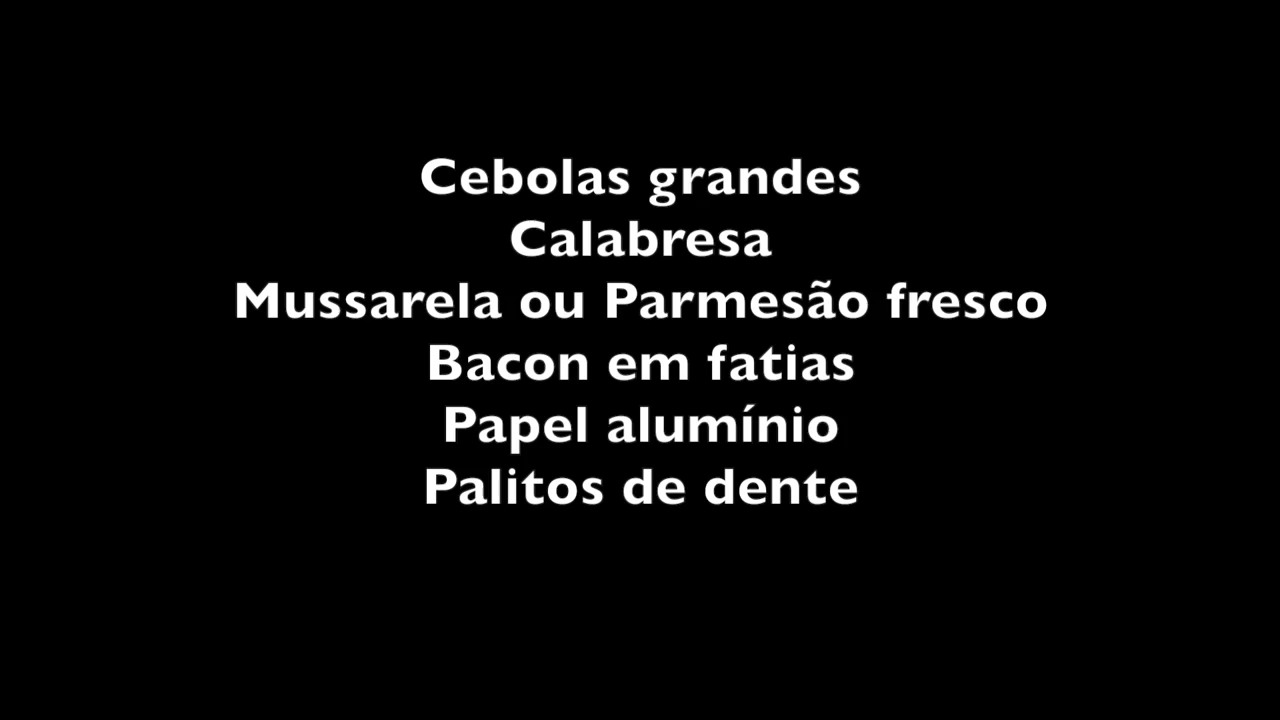 Cebolas grandes
Calabresa
Mussarela ou Parmesão fresco
Bacon em fatias
Papel alumínio
Palitos de dente